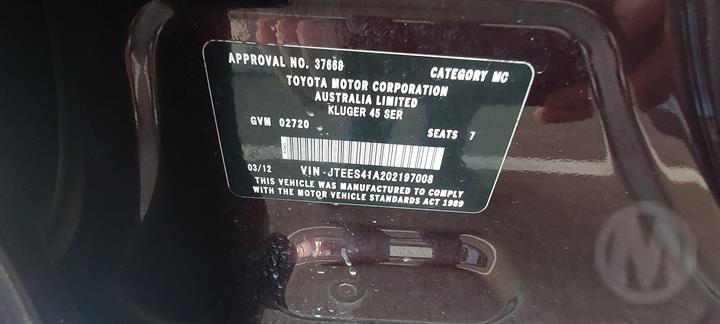 APPROVAL NO. 37668 CATEGORY MC
TOYOTA MOTOR CORPORATION
AUSTRALIA LIMITED
KLUGER 45 SER
GVM 02720 SEATS 7
03/12 VIN-JTEES41A202197008
THIS VEHICLE WAS MANUFACTURED TO COMPLY
WITH THE MOTOR VEHICLE STANDARDS ACT 1989
M